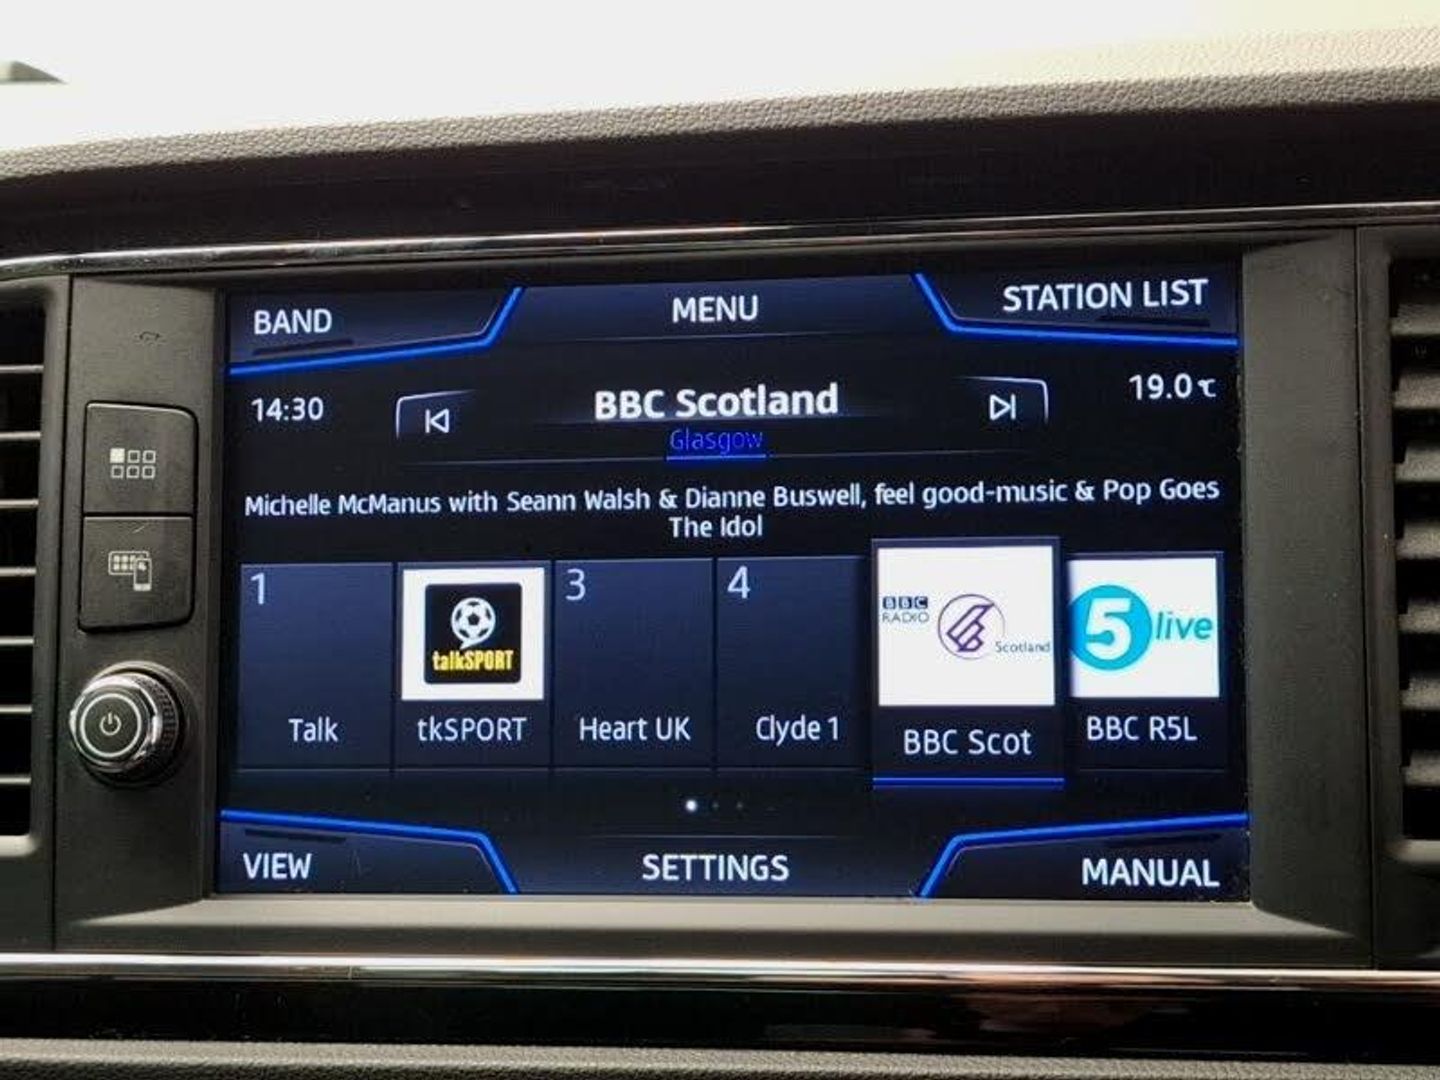 BAND
MENU
STATION LIST
14:30
BBC Scotland
19.0℃
Glasgow
Michelle McManus with Seann Walsh & Dianne Buswell, feel good-music & Pop Goes
The Idol
1
3
4
talkSPORT
BBC
RADIO
Scotland
5 live
Talk
tkSPORT
Heart UK
Clyde 1
BBC Scot
BBC R5L
VIEW
SETTINGS
MANUAL